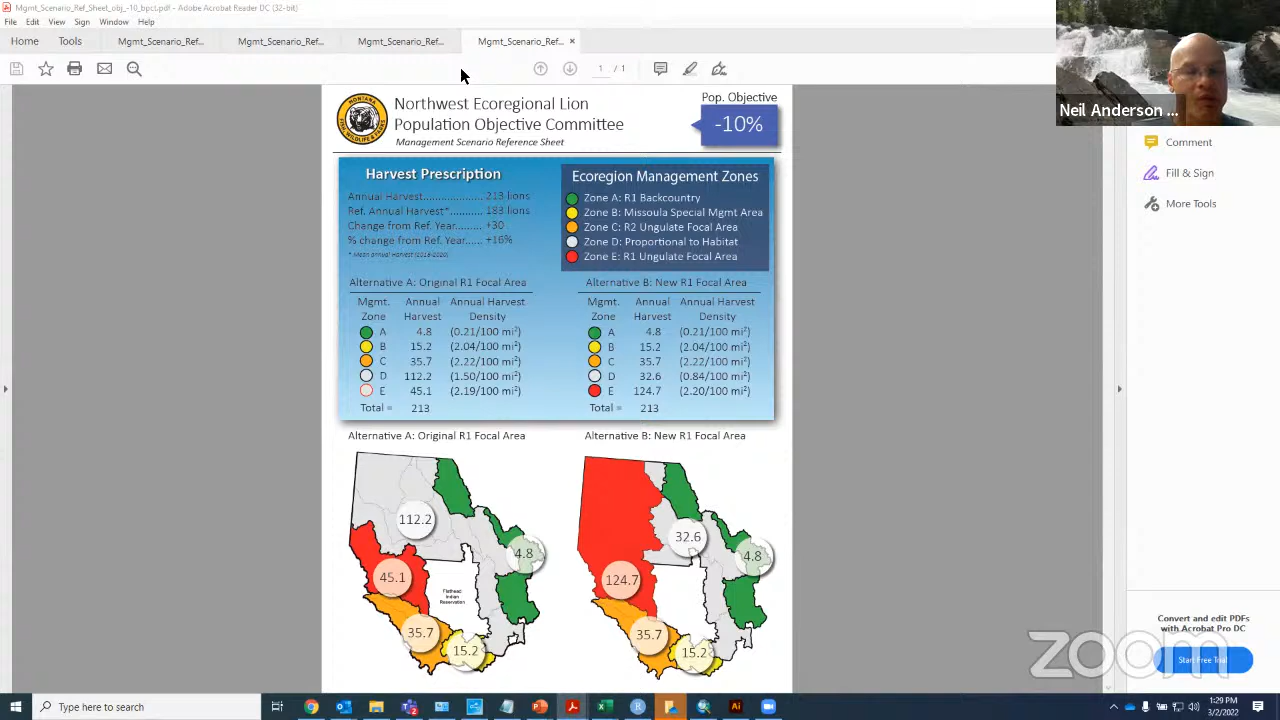 Mgmt_Scenario_Ref_Sheet_obj_-10_bpct.pdf - Adobe Acrobat Reader DC (32-bit)
File Edit View Sign Window Help
Home Tools Mgmt_Scenario_Ref... Mgmt_Scenario_Ref... Mgmt_Scenario_Ref... Mgmt_Scenario_Ref... ×
1 / 1
Neil Anderson ...
Comment
Fill & Sign
More Tools
Northwest Ecoregional Lion
Population Objective Committee
Management Scenario Reference Sheet
Pop. Objective
-10%
Harvest Prescription
Annual Harvest..................... 213 lions
Ref. Annual Harvest*.......... 183 lions
Change from Ref. Year........ +30
% change from Ref. Year..... +16%
* Mean annual Harvest (2016-2020)
Ecoregion Management Zones
Zone A: R1 Backcountry
Zone B: Missoula Special Mgmt Area
Zone C: R2 Ungulate Focal Area
Zone D: Proportional to Habitat
Zone E: R1 Ungulate Focal Area
Alternative A: Original R1 Focal Area
Mgmt. Annual Annual Harvest
Zone Harvest Density
A 4.8 (0.21/100 mi²)
B 15.2 (2.04/100 mi²)
C 35.7 (2.22/100 mi²)
D 112.2 (1.50/100 mi²)
E 45.1 (2.19/100 mi²)
Total = 213
Alternative B: New R1 Focal Area
Mgmt. Annual Annual Harvest
Zone Harvest Density
A 4.8 (0.21/100 mi²)
B 15.2 (2.04/100 mi²)
C 35.7 (2.22/100 mi²)
D 32.6 (0.84/100 mi²)
E 124.7 (2.20/100 mi²)
Total = 213
Alternative A: Original R1 Focal Area
112.2
4.8
45.1
Flathead
Indian
Reservation
35.7
15.2
Alternative B: New R1 Focal Area
32.6
4.8
124.7
35.7
15.2
Convert and edit PDFs
with Acrobat Pro DC
Start Free Trial
zoom
Type here to search
1:29 PM
3/2/2022